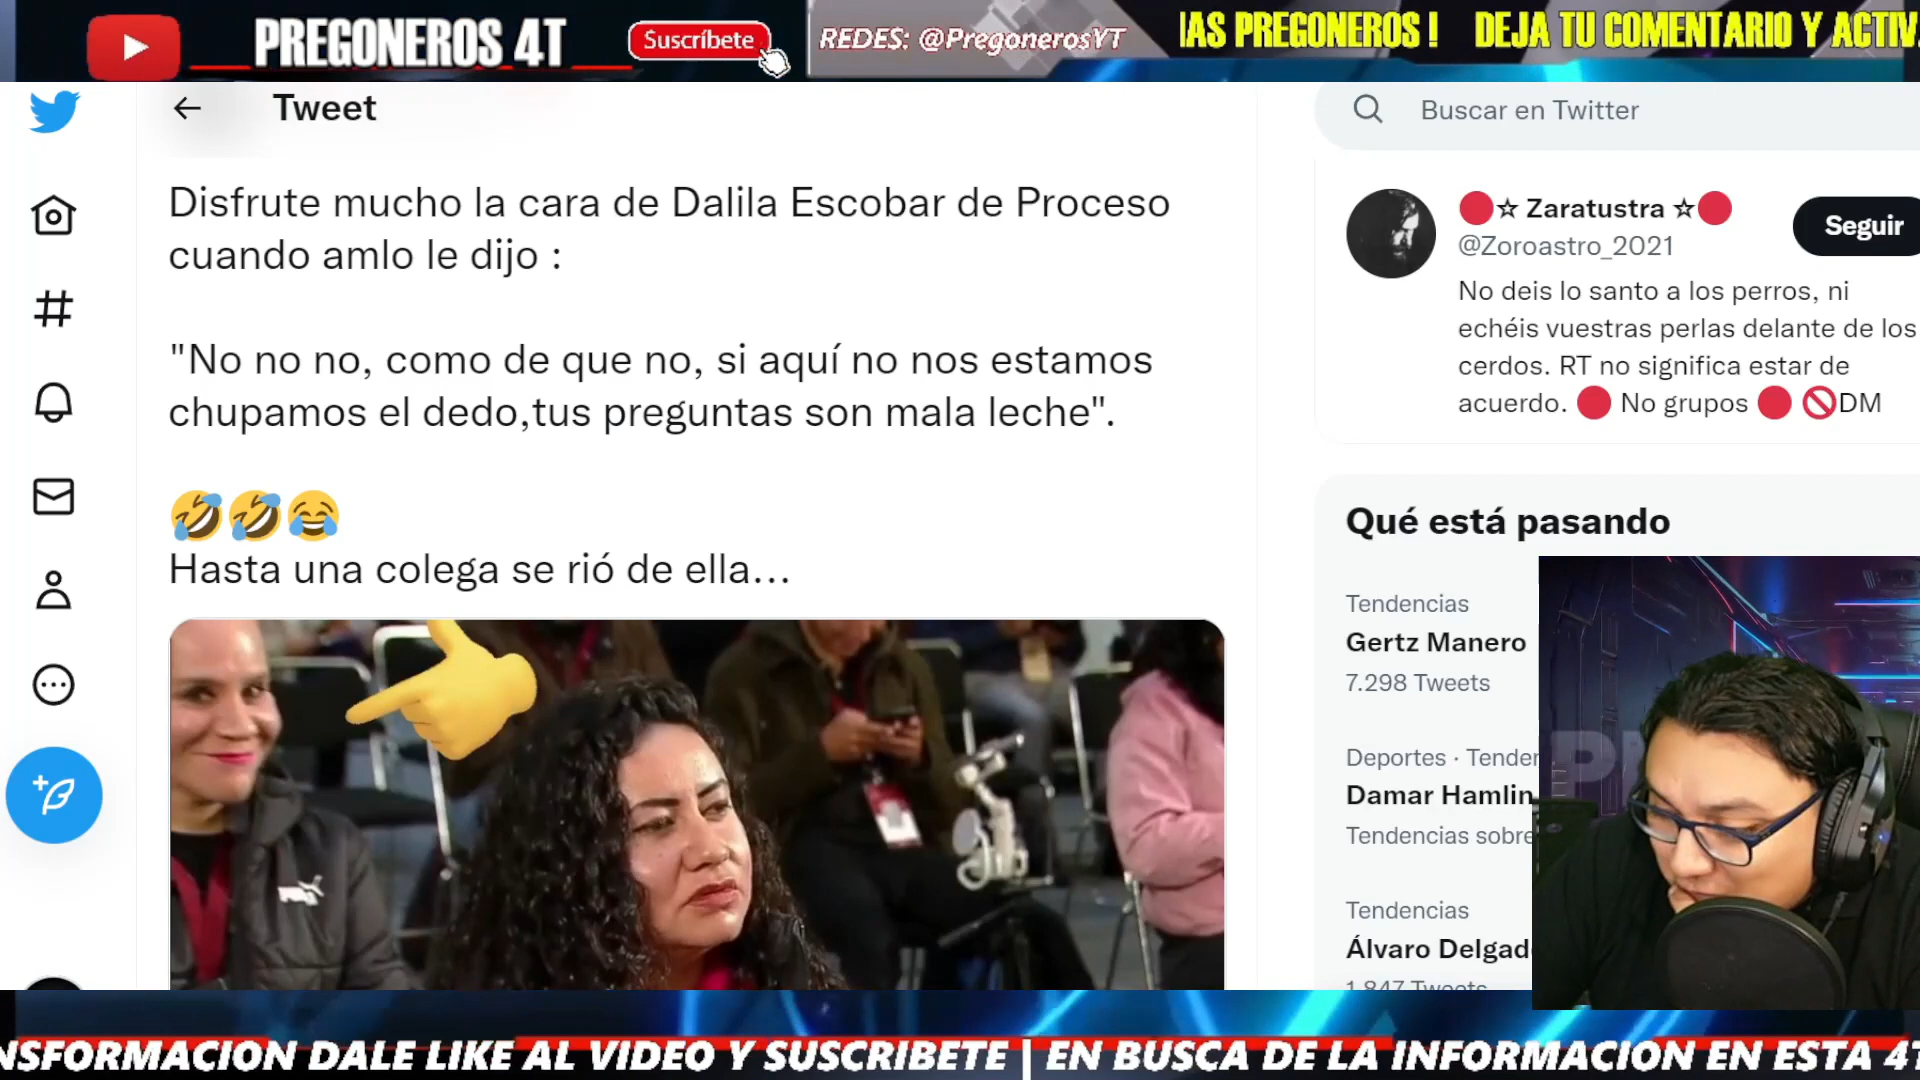 PREGONEROS 4T
Suscríbete
REDES: @PregonerosYT
IAS PREGONEROS ! DEJA TU COMENTARIO Y ACTIV
Tweet
Buscar en Twitter
Disfrute mucho la cara de Dalila Escobar de Proceso
cuando amlo le dijo :
"No no no, como de que no, si aquí no nos estamos
chupamos el dedo,tus preguntas son mala leche".
🤣🤣😂
Hasta una colega se rió de ella...
🔴☆ Zaratustra ☆🔴
@Zoroastro_2021
Seguir
No deis lo santo a los perros, ni
echéis vuestras perlas delante de los
cerdos. RT no significa estar de
acuerdo. 🔴 No grupos 🔴 🚫DM
Qué está pasando
Tendencias
Gertz Manero
7.298 Tweets
Deportes · Tenden
Damar Hamlin
Tendencias sobre
Tendencias
Álvaro Delgad
1.847 Tweets
NSFORMACION DALE LIKE AL VIDEO Y SUSCRIBETE | EN BUSCA DE LA INFORMACION EN ESTA 4T